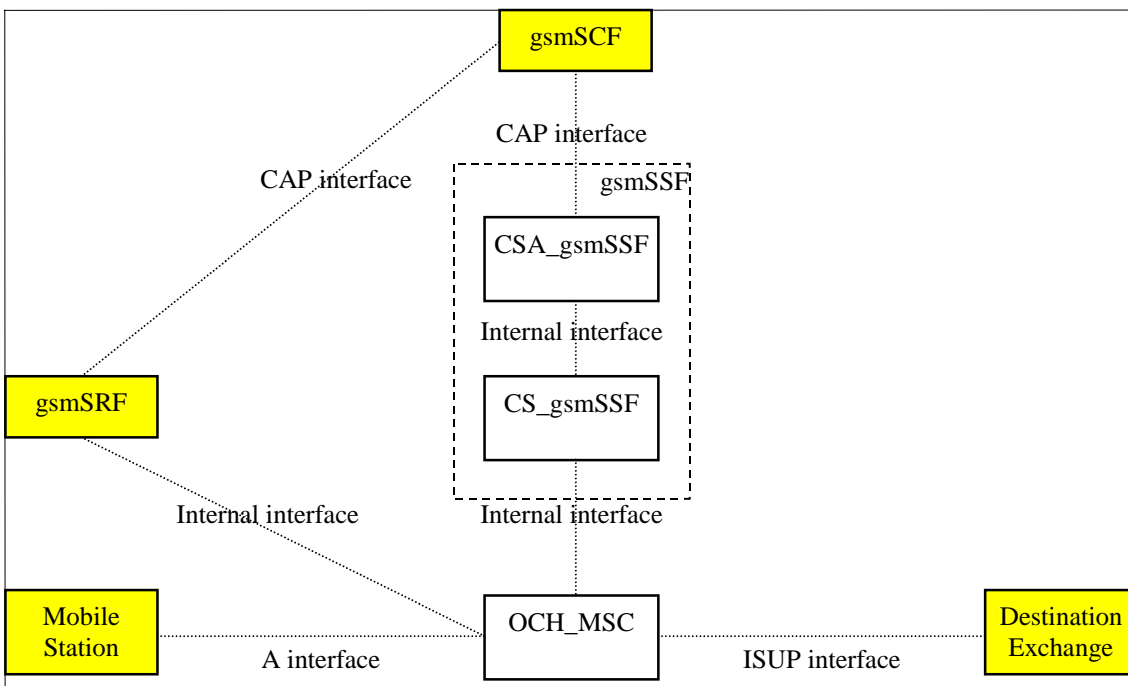 gsmSCF
CAP interface
CAP interface
gsmSSF
CSA_gsmSSF
Internal interface
gsmSRF
CS_gsmSSF
Internal interface
Internal interface
Mobile
Station
OCH_MSC
Destination
Exchange
A interface
ISUP interface